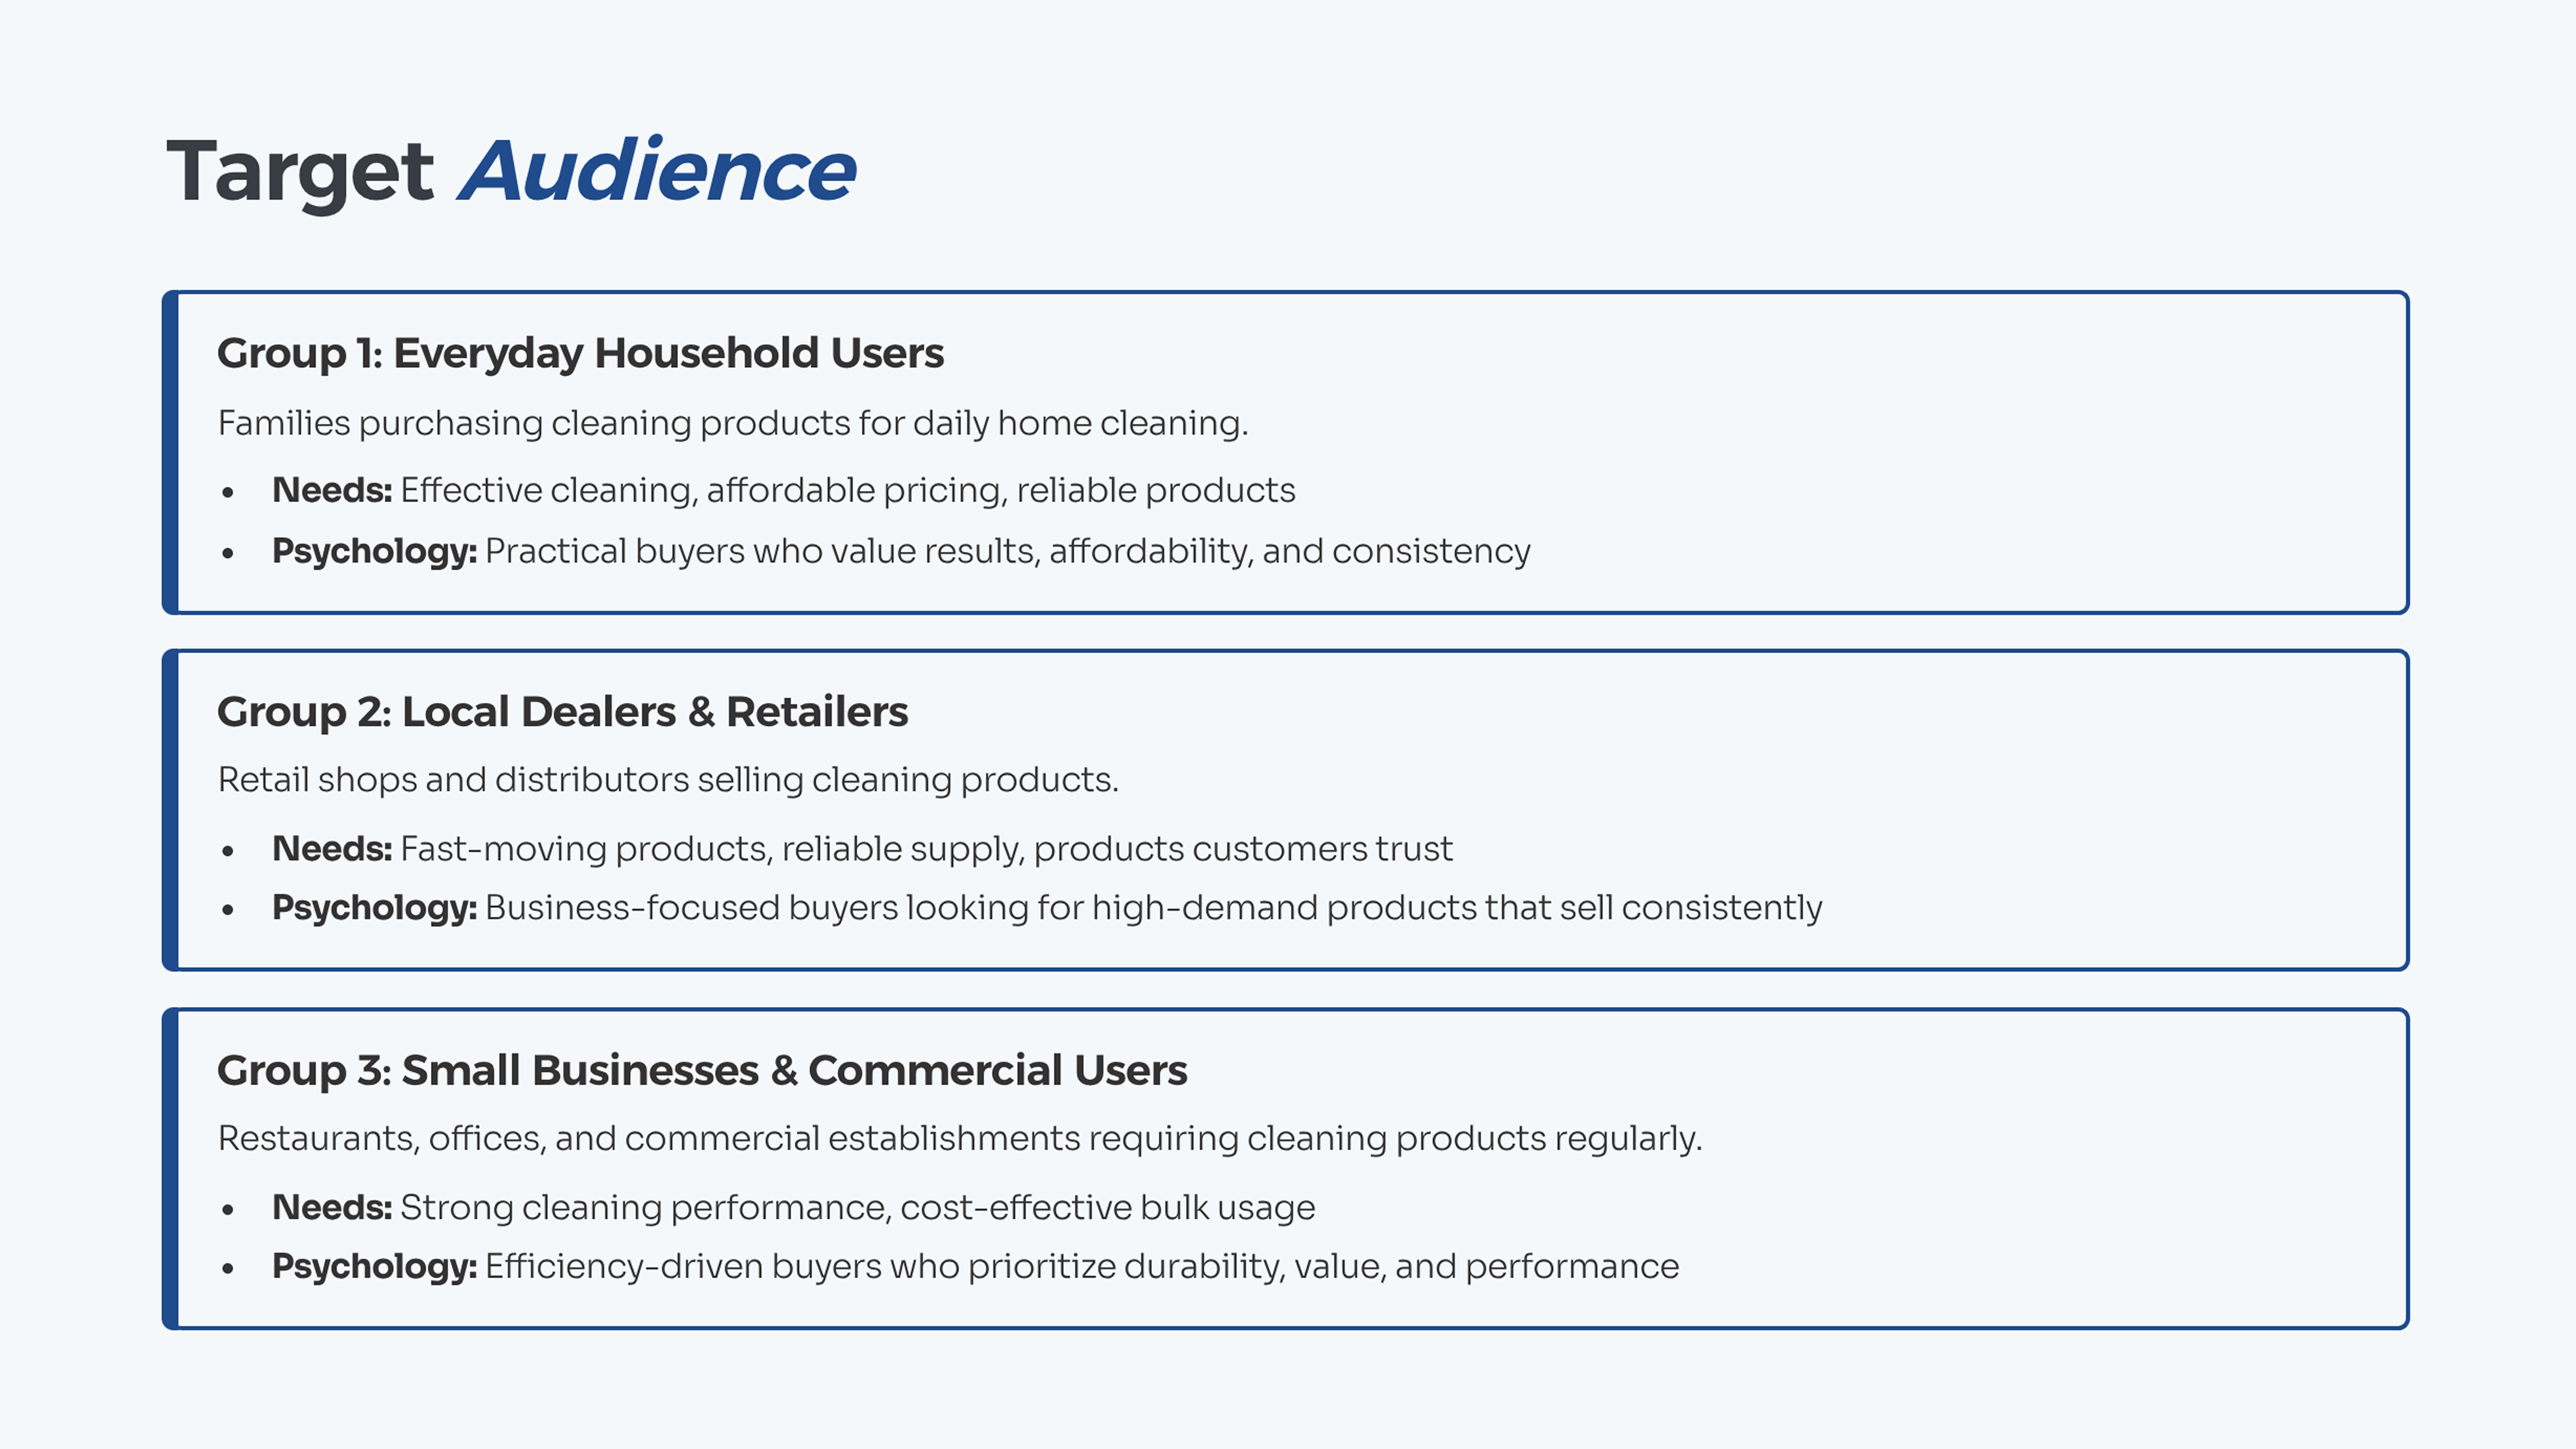 Target Audience
Group 1: Everyday Household Users
Families purchasing cleaning products for daily home cleaning.
• Needs: Effective cleaning, affordable pricing, reliable products
• Psychology: Practical buyers who value results, affordability, and consistency
Group 2: Local Dealers & Retailers
Retail shops and distributors selling cleaning products.
• Needs: Fast-moving products, reliable supply, products customers trust
• Psychology: Business-focused buyers looking for high-demand products that sell consistently
Group 3: Small Businesses & Commercial Users
Restaurants, offices, and commercial establishments requiring cleaning products regularly.
• Needs: Strong cleaning performance, cost-effective bulk usage
• Psychology: Efficiency-driven buyers who prioritize durability, value, and performance